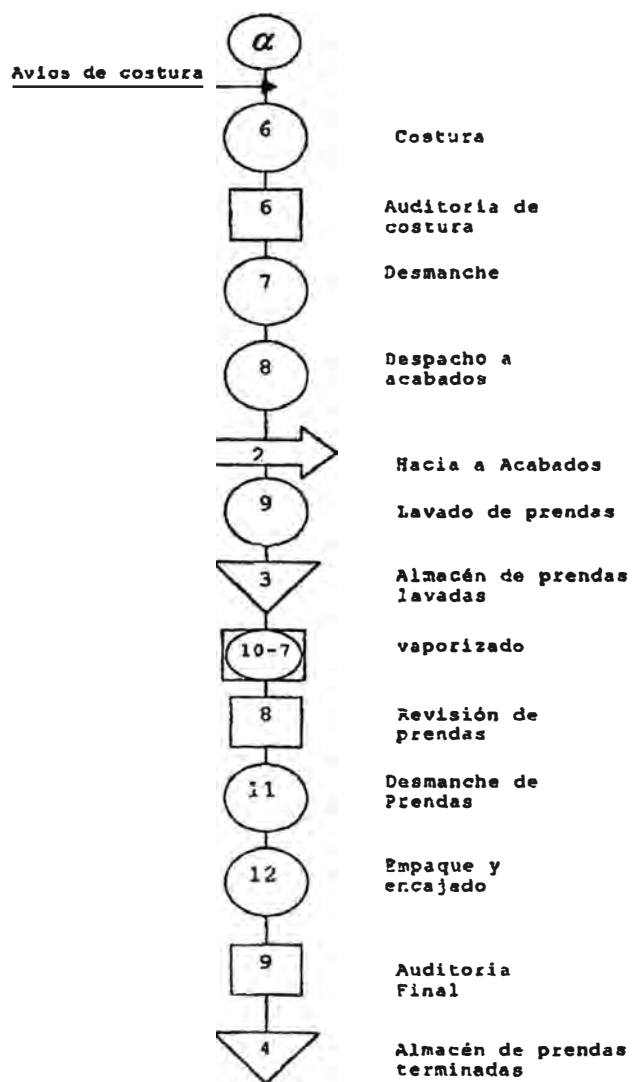 α
Avios de costura
6 Costura
6 Auditoria de
costura
7 Desmanche
8 Despacho a
acabados
2 Hacia a Acabados
9 Lavado de prendas
3 Almacén de prendas
lavadas
10-7 vaporizado
8 Revisión de
prendas
11 Desmanche de
Prendas
12 Empaque y
encajado
9 Auditoria
Final
4 Almacén de prendas
terminadas